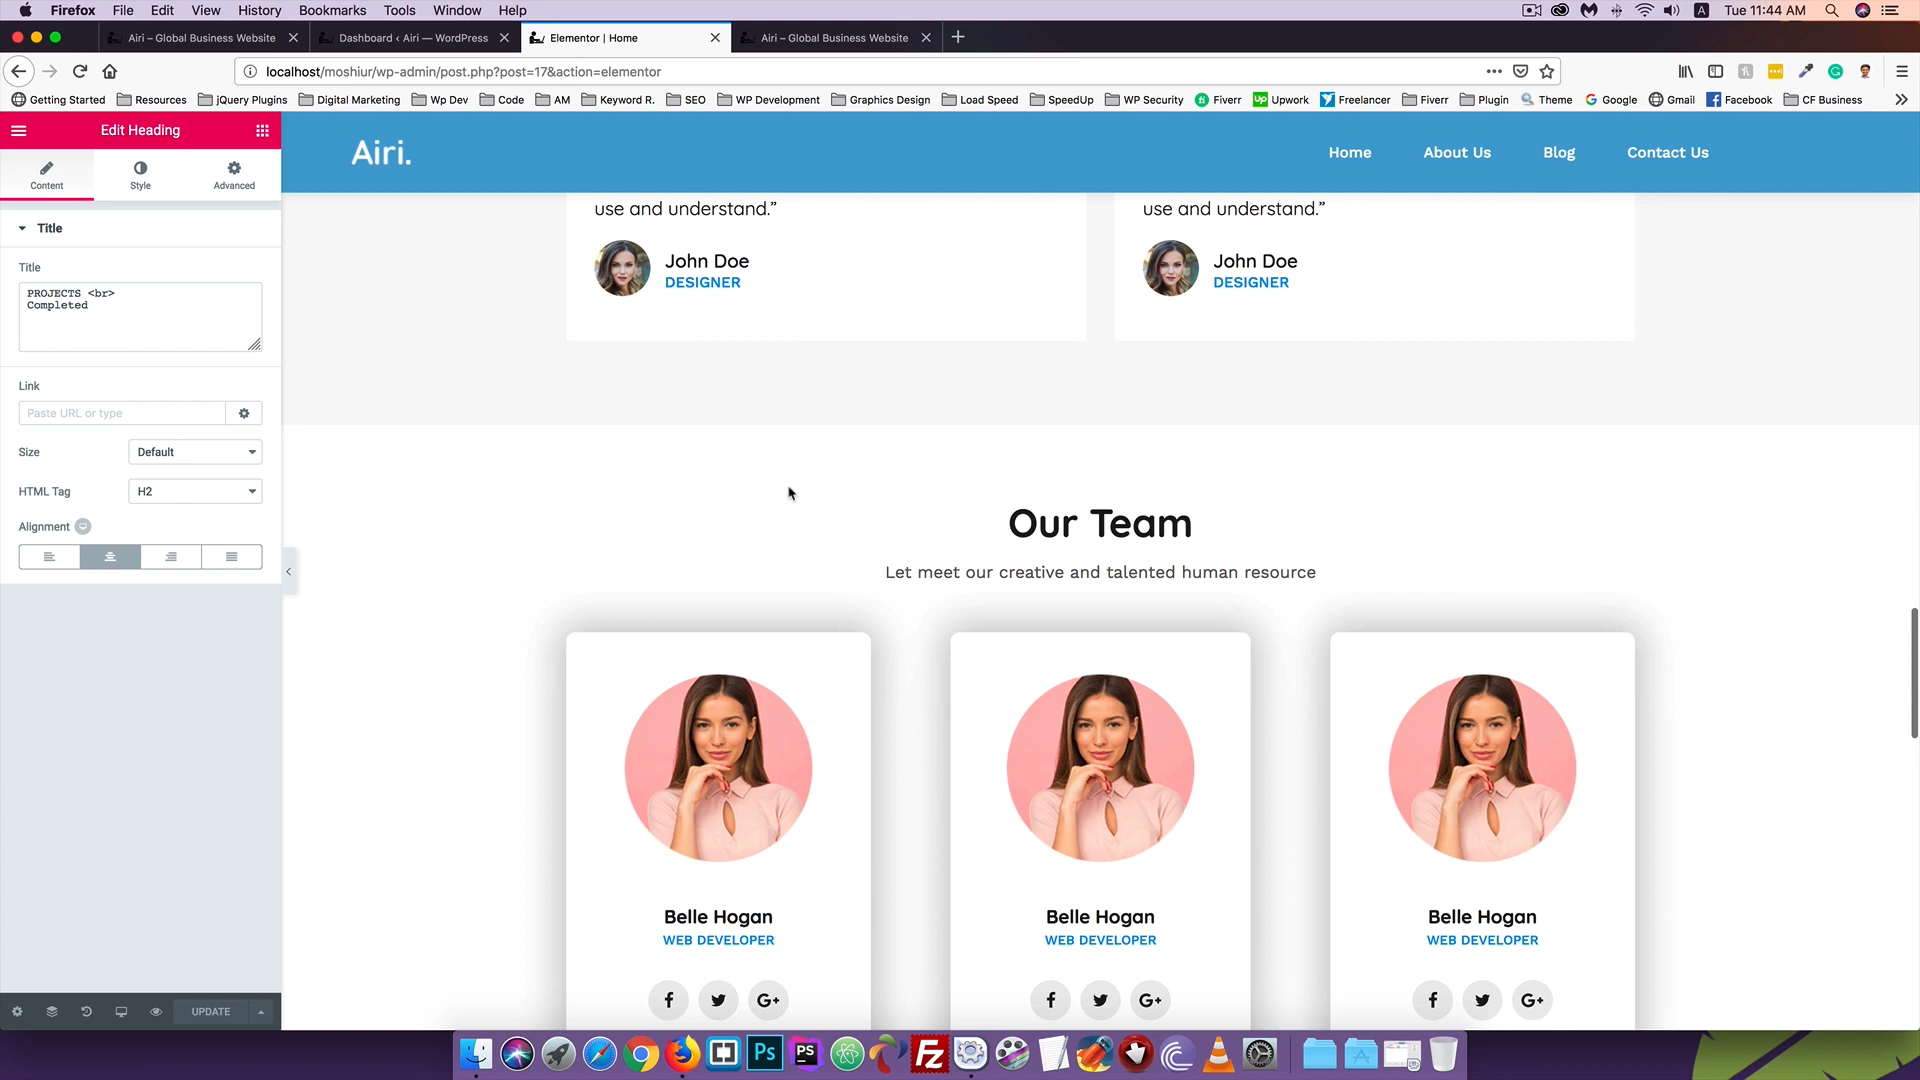 Firefox File Edit View History Bookmarks Tools Window Help
A Tue 11:44 AM
Airi – Global Business Website
Dashboard ‹ Airi — WordPress
Elementor | Home
Airi – Global Business Website
localhost/moshiur/wp-admin/post.php?post=17&action=elementor
Getting Started Resources jQuery Plugins Digital Marketing Wp Dev Code AM Keyword R. SEO WP Development Graphics Design Load Speed SpeedUp WP Security Fiverr Upwork Freelancer Fiverr Plugin Theme Google Gmail Facebook CF Business
Edit Heading
Content
Style
Advanced
Title
Title
PROJECTS <br>
Completed
Link
Paste URL or type
Size
Default
HTML Tag
H2
Alignment
UPDATE
Airi.
Home About Us Blog Contact Us
use and understand.”
John Doe
DESIGNER
use and understand.”
John Doe
DESIGNER
Our Team
Let meet our creative and talented human resource
Belle Hogan
WEB DEVELOPER
G+
Belle Hogan
WEB DEVELOPER
G+
Belle Hogan
WEB DEVELOPER
G+
Ps
PS
FZ